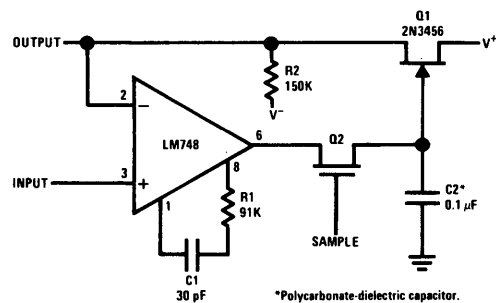 Q1
2N3456
OUTPUT
V+
R2
150K
V−
2
−
LM748
6
Q2
8
INPUT
3
+
R1
91K
1
C2*
0.1 μF
SAMPLE
C1
30 pF
*Polycarbonate-dielectric capacitor.